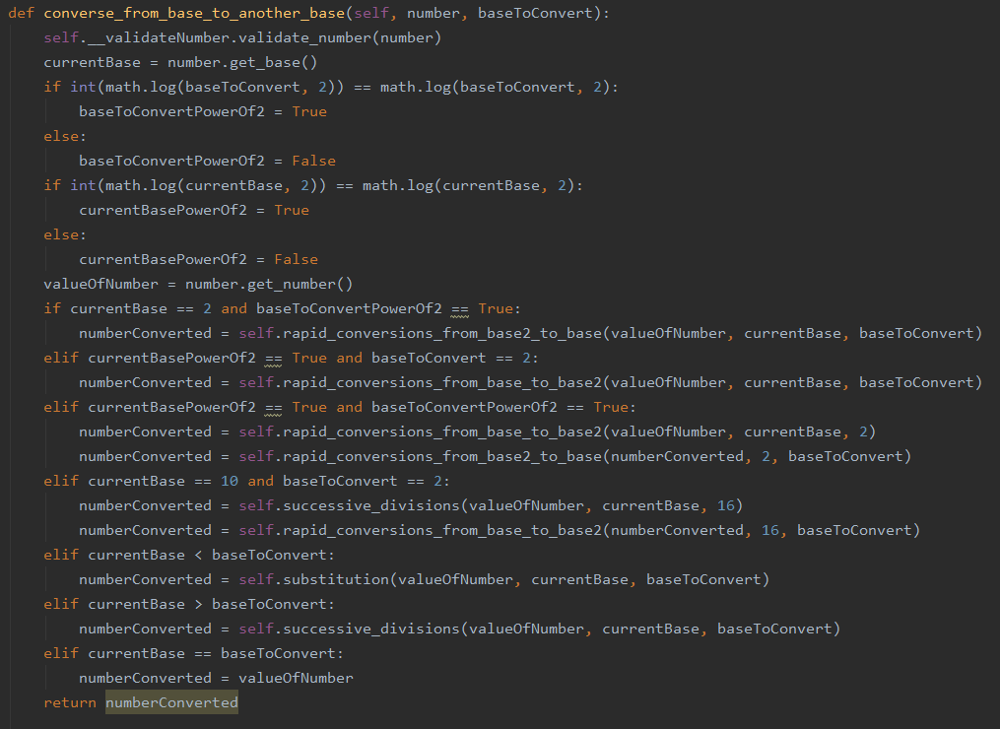 def converse_from_base_to_another_base(self, number, baseToConvert):
    self.__validateNumber.validate_number(number)
    currentBase = number.get_base()
    if int(math.log(baseToConvert, 2)) == math.log(baseToConvert, 2):
        baseToConvertPowerOf2 = True
    else:
        baseToConvertPowerOf2 = False
    if int(math.log(currentBase, 2)) == math.log(currentBase, 2):
        currentBasePowerOf2 = True
    else:
        currentBasePowerOf2 = False
    valueOfNumber = number.get_number()
    if currentBase == 2 and baseToConvertPowerOf2 == True:
        numberConverted = self.rapid_conversions_from_base2_to_base(valueOfNumber, currentBase, baseToConvert)
    elif currentBasePowerOf2 == True and baseToConvert == 2:
        numberConverted = self.rapid_conversions_from_base_to_base2(valueOfNumber, currentBase, baseToConvert)
    elif currentBasePowerOf2 == True and baseToConvertPowerOf2 == True:
        numberConverted = self.rapid_conversions_from_base_to_base2(valueOfNumber, currentBase, 2)
        numberConverted = self.rapid_conversions_from_base2_to_base(numberConverted, 2, baseToConvert)
    elif currentBase == 10 and baseToConvert == 2:
        numberConverted = self.successive_divisions(valueOfNumber, currentBase, 16)
        numberConverted = self.rapid_conversions_from_base_to_base2(numberConverted, 16, baseToConvert)
    elif currentBase < baseToConvert:
        numberConverted = self.substitution(valueOfNumber, currentBase, baseToConvert)
    elif currentBase > baseToConvert:
        numberConverted = self.successive_divisions(valueOfNumber, currentBase, baseToConvert)
    elif currentBase == baseToConvert:
        numberConverted = valueOfNumber
    return numberConverted